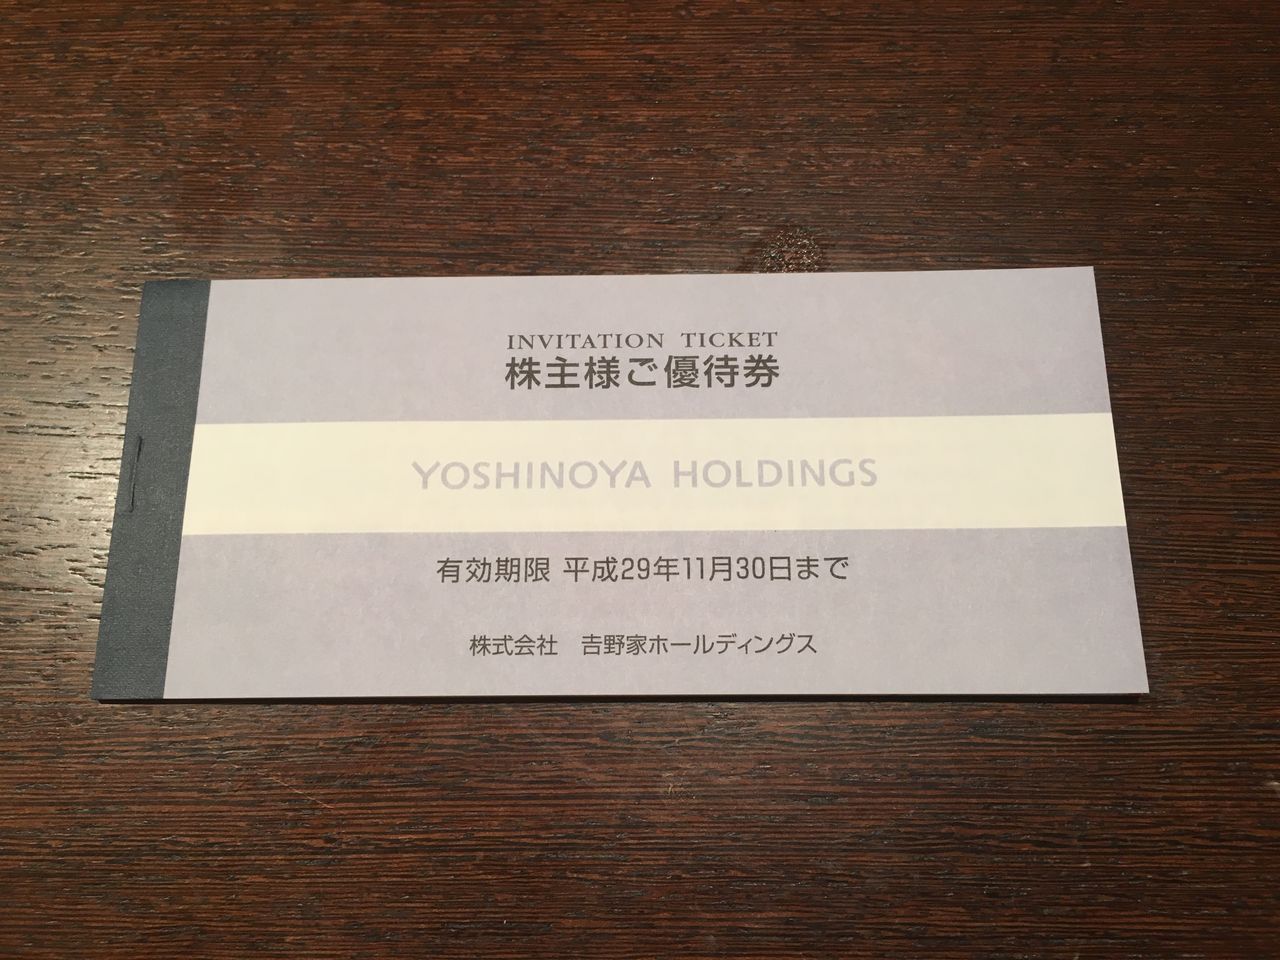 INVITATION TICKET
株主様ご優待券
YOSHINOYA HOLDINGS
有効期限 平成29年11月30日まで
株式会社 𠮷野家ホールディングス